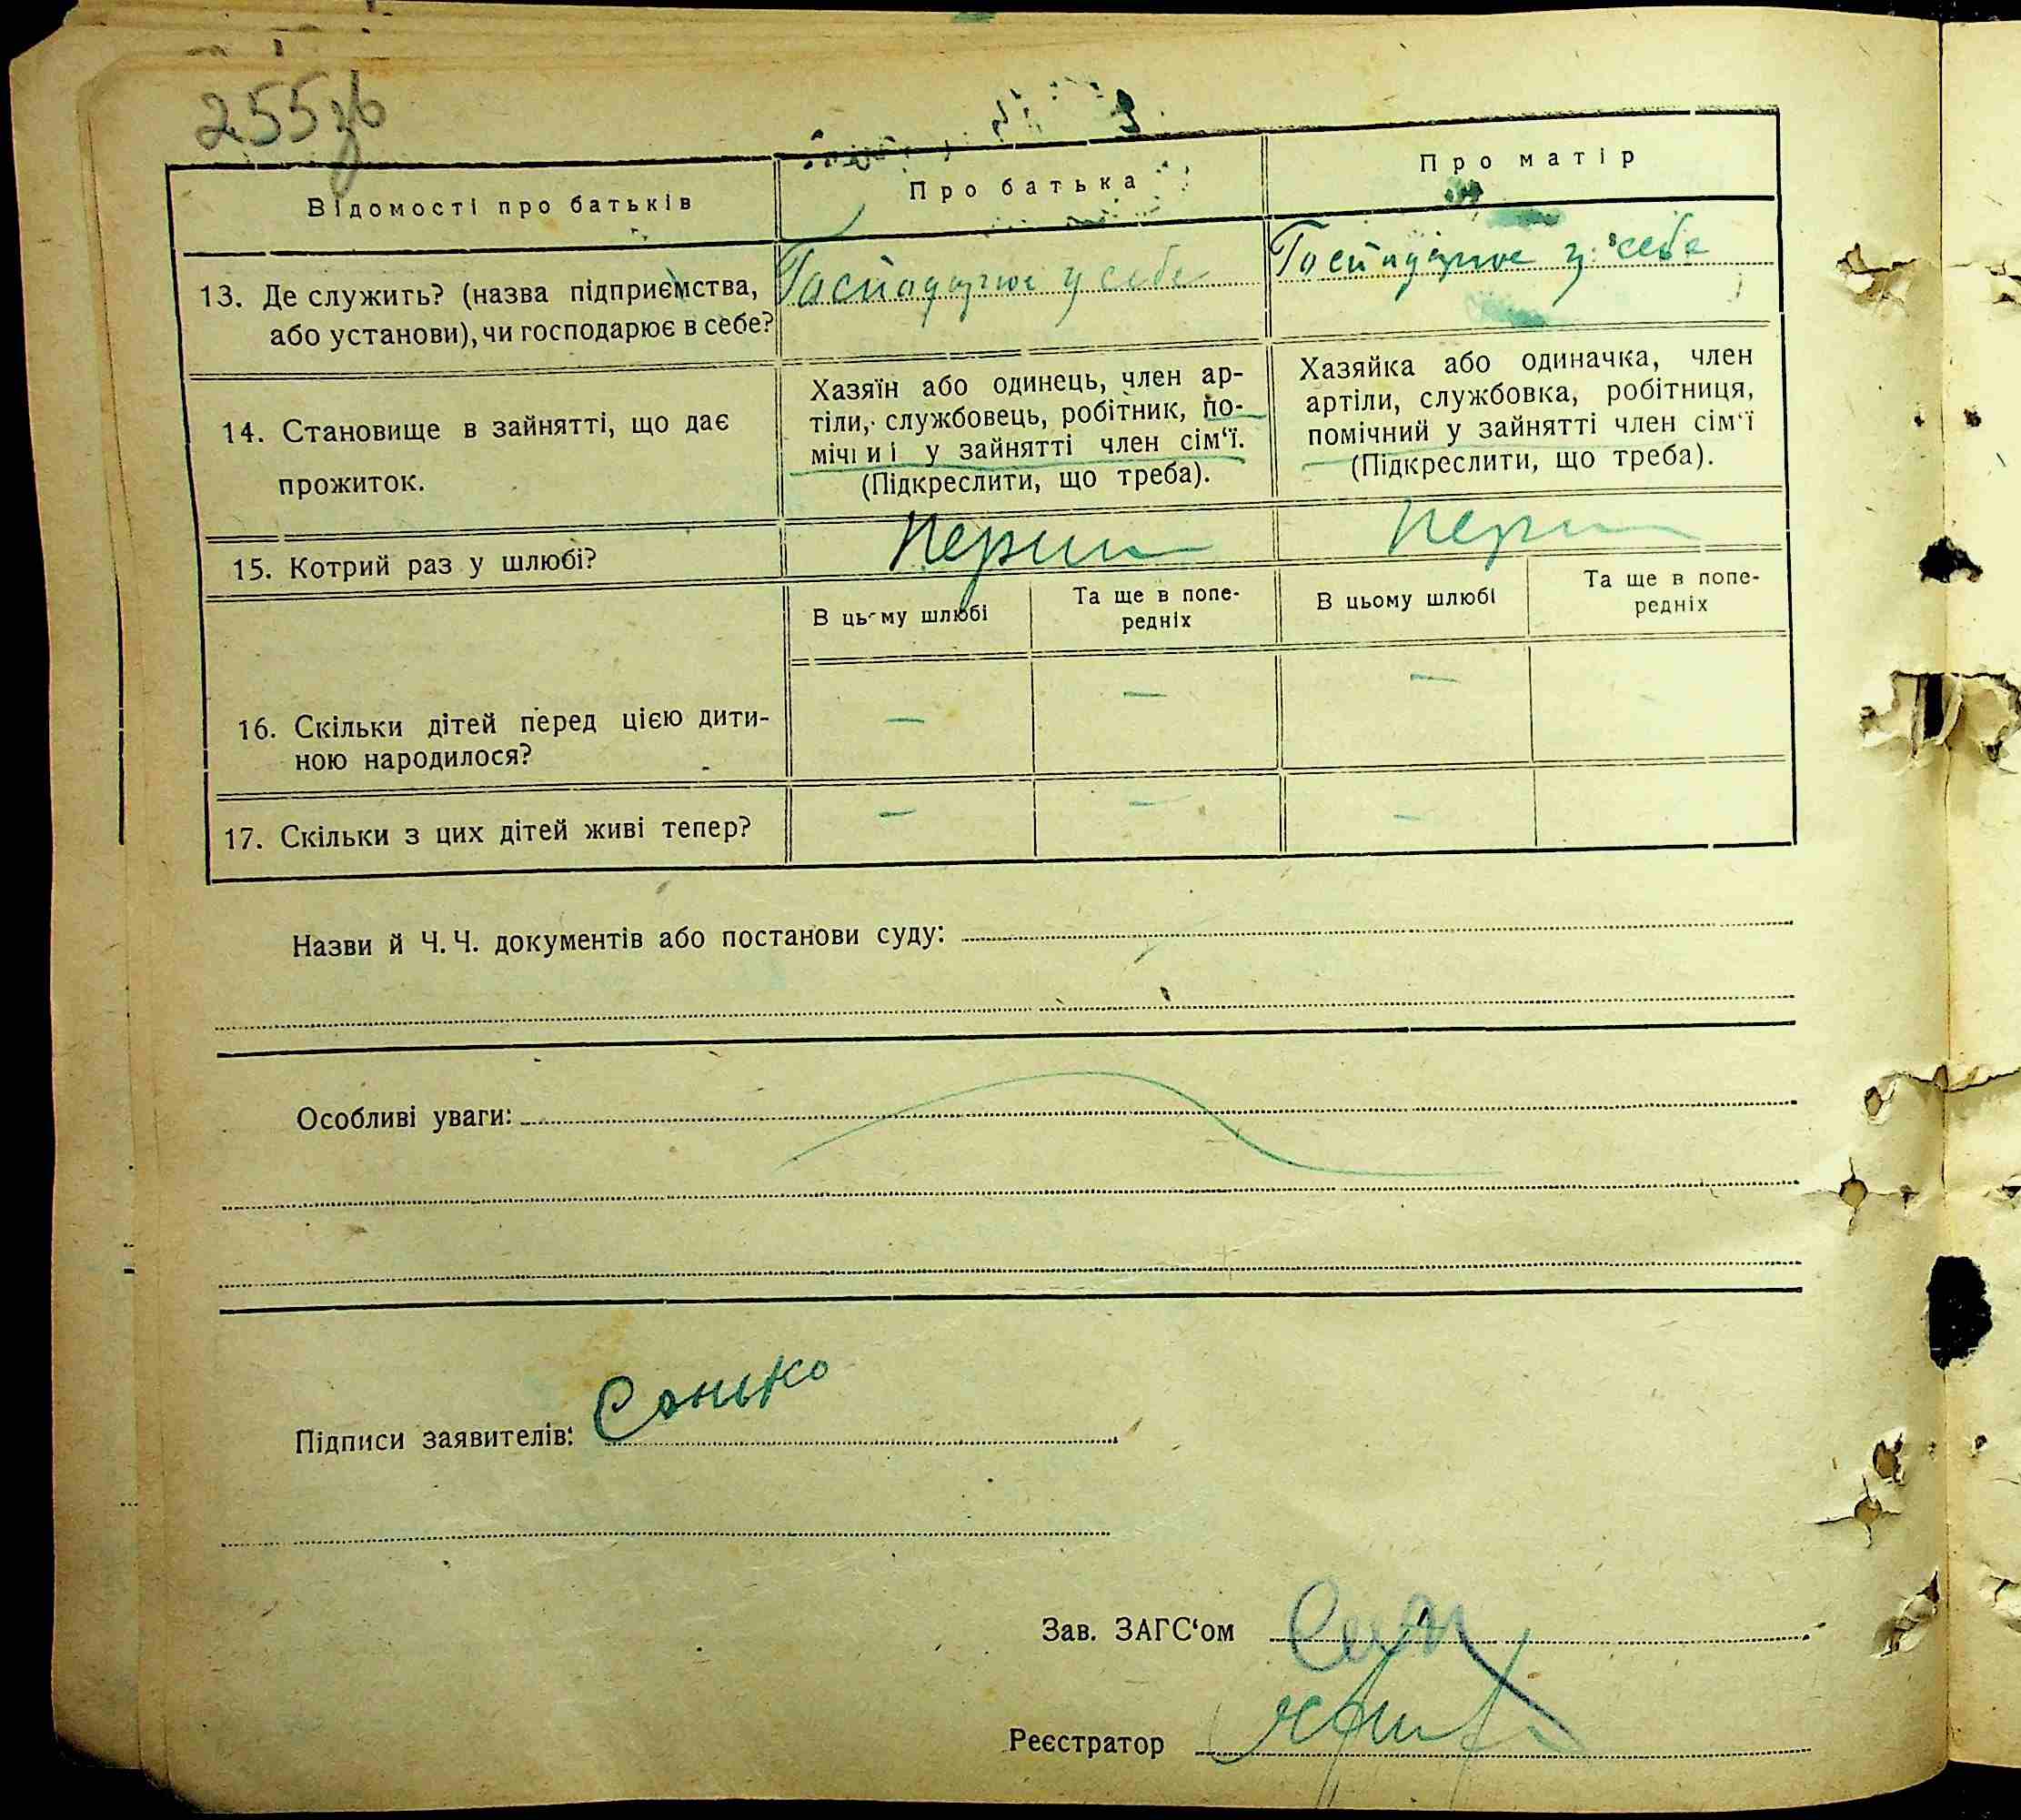 255зв
Відомості про батьків
Про батька
Про матір
13. Де служить? (назва підприємства,
або установи), чи господарює в себе?
Господарює у себе
Господарює у себе
14. Становище в зайнятті, що дає
прожиток.
Хазяїн або одинець, член ар-
тіли, службовець, робітник, по-
мічний у зайнятті член сім‘ї.
(Підкреслити, що треба).
Хазяйка або одиначка, член
артіли, службовка, робітниця,
помічний у зайнятті член сім‘ї
(Підкреслити, що треба).
15. Котрий раз у шлюбі?
Перший
Перш
В цьому шлюбі
Та ще в попе-
редніх
В цьому шлюбі
Та ще в попе-
редніх
16. Скільки дітей перед цією дити-
ною народилося?
— — —
17. Скільки з цих дітей живі тепер?
— — —
Назви й Ч. Ч. документів або постанови суду:
Особливі уваги:
Підписи заявителів: Сонько
Зав. ЗАГС‘ом
Реєстратор